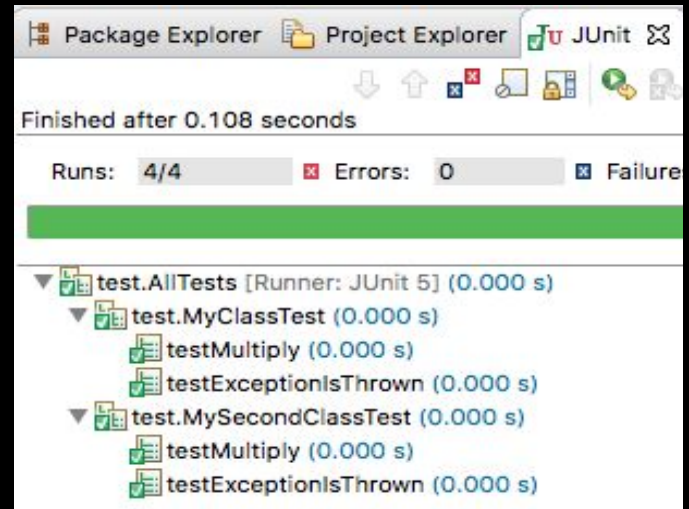 Package Explorer Project Explorer JU JUnit
Finished after 0.108 seconds
Runs: 4/4 Errors: 0 Failure
test.AllTests [Runner: JUnit 5] (0.000 s)
test.MyClassTest (0.000 s)
testMultiply (0.000 s)
testExceptionIsThrown (0.000 s)
test.MySecondClassTest (0.000 s)
testMultiply (0.000 s)
testExceptionIsThrown (0.000 s)